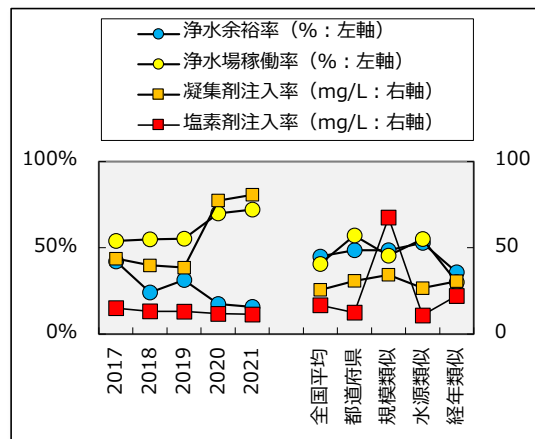 浄水余裕率（%：左軸）
浄水場稼働率（%：左軸）
凝集剤注入率（mg/L：右軸）
塩素剤注入率（mg/L：右軸）
100%
100
50%
50
0%
0
2017
2018
2019
2020
2021
全国平均
都道府県
規模類似
水源類似
経年類似